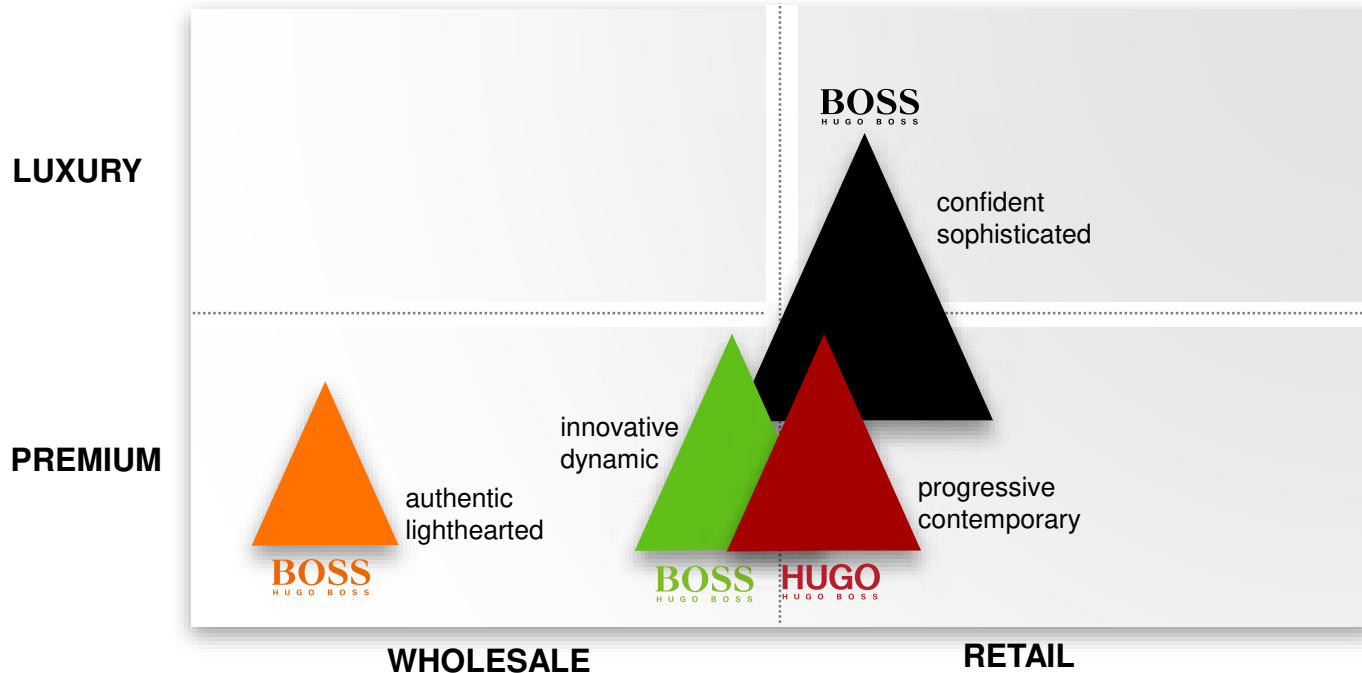 BOSS
HUGO BOSS
LUXURY
confident
sophisticated
innovative
dynamic
PREMIUM
authentic
lighthearted
progressive
contemporary
BOSS
HUGO BOSS
BOSS
HUGO BOSS
HUGO
HUGO BOSS
WHOLESALE
RETAIL